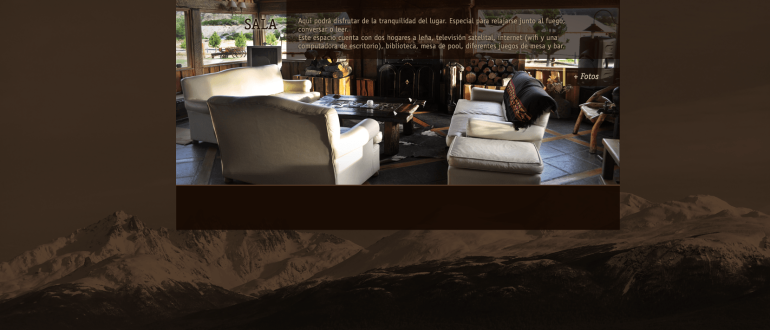 SALA
Aquí podrá disfrutar de la tranquilidad del lugar. Especial para relajarse junto al fuego,
conversar o leer.
Este espacio cuenta con dos hogares a leña, televisión satelital, internet (wifi y una
computadora de escritorio), biblioteca, mesa de pool, diferentes juegos de mesa y bar.
+ Fotos